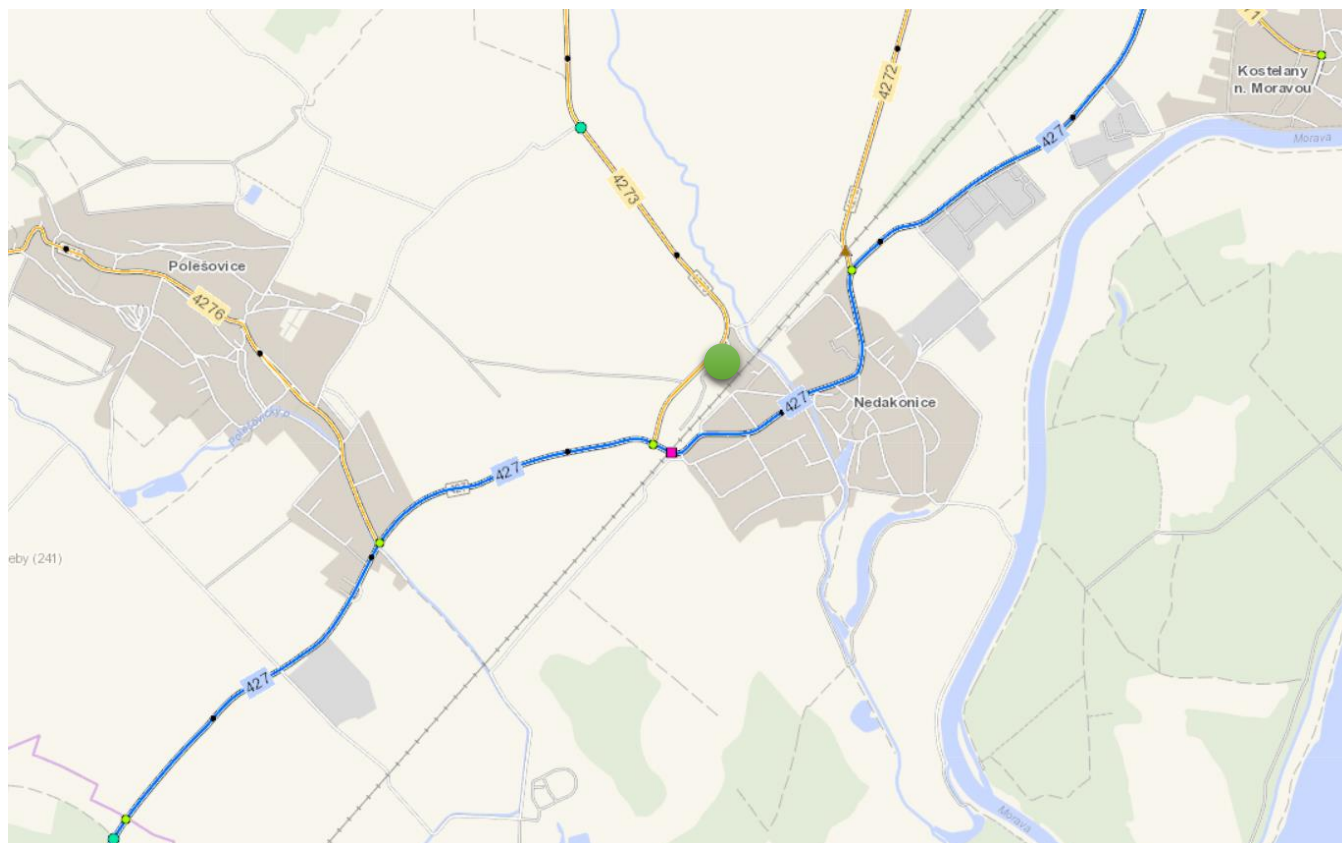 Kostelany
n. Moravou
4272
427
Morava
4273
Polešovice
4276
427
Nedakonice
427
eby (241)
427
Morava